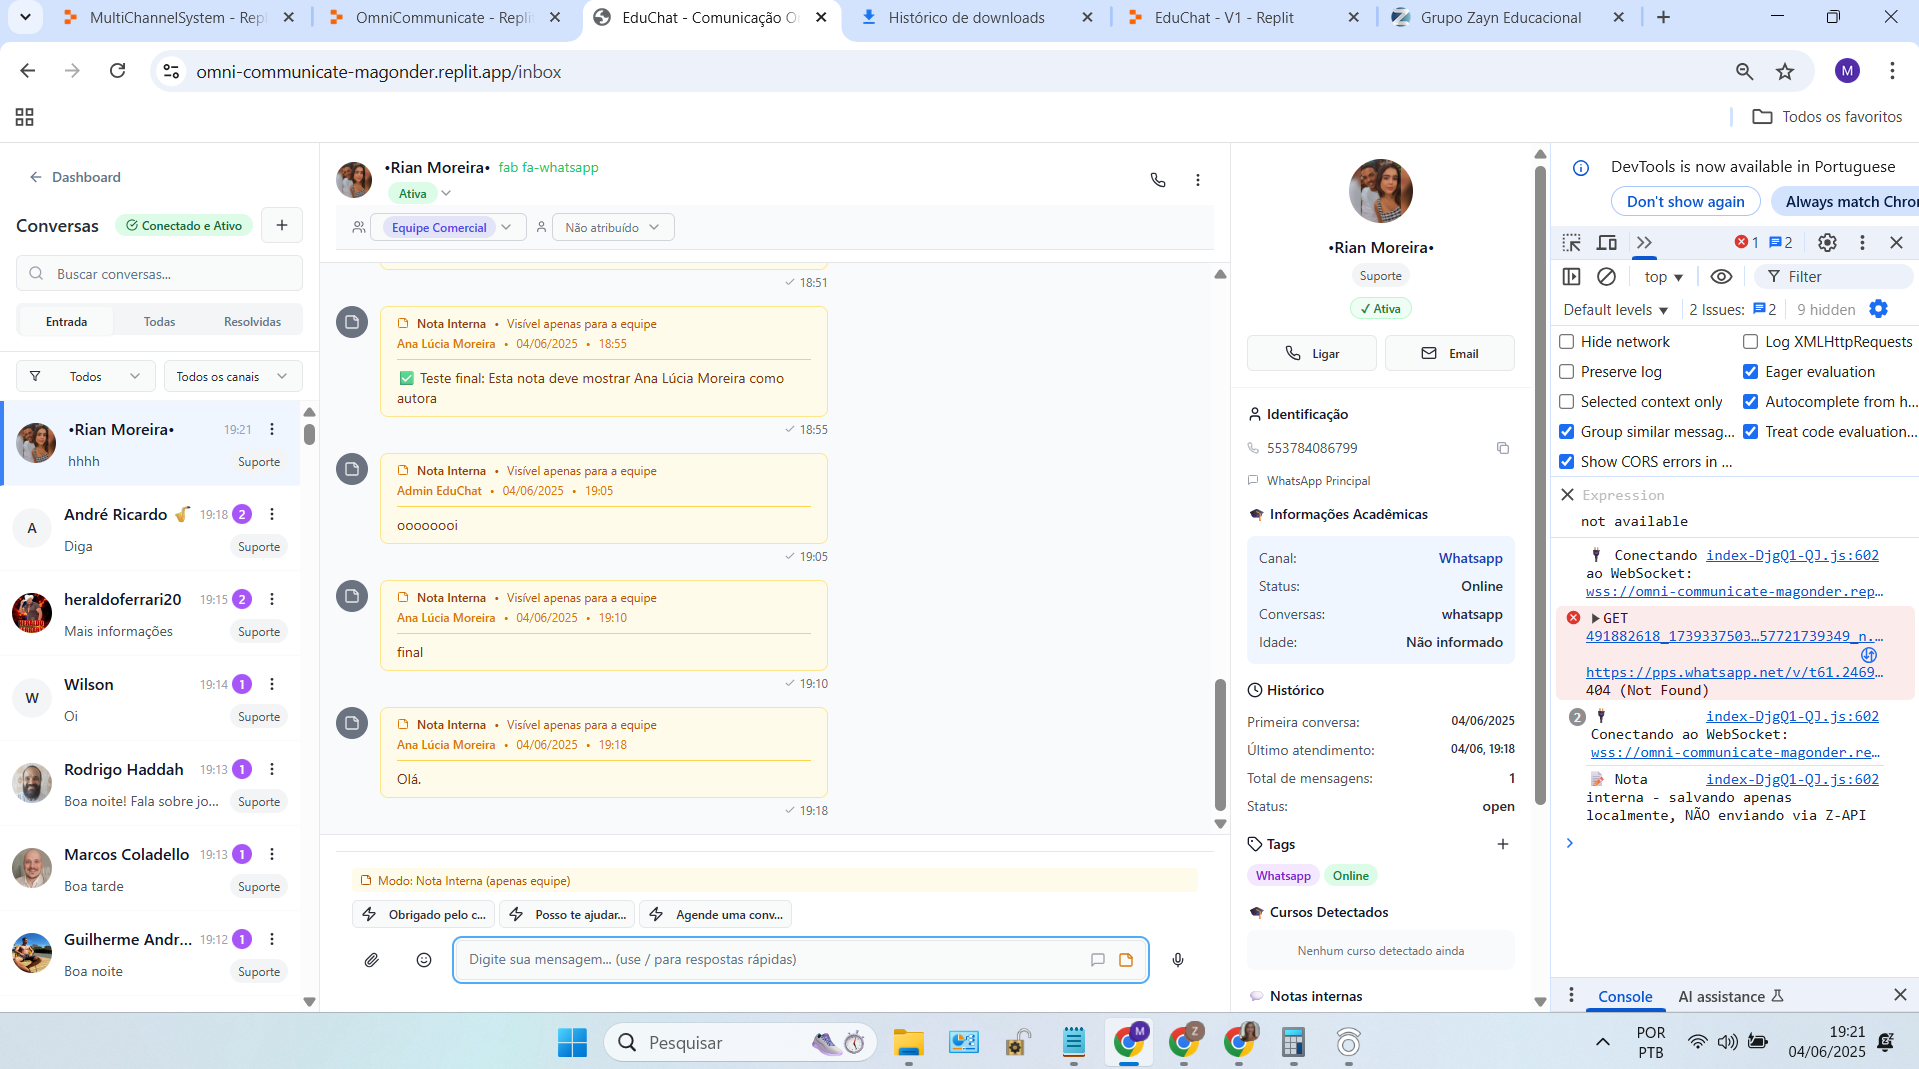 MultiChannelSystem - Repl
OmniCommunicate - Replit
EduChat - Comunicação O
Histórico de downloads
EduChat - V1 - Replit
Grupo Zayn Educacional
omni-communicate-magonder.replit.app/inbox
M
Todos os favoritos
Dashboard
Conversas
Conectado e Ativo
Buscar conversas...
Entrada
Todas
Resolvidas
Todos
Todos os canais
•Rian Moreira•
19:21
hhhh
Suporte
A
André Ricardo 🎷
19:18
2
Diga
Suporte
heraldoferrari20
19:15
2
Mais informações
Suporte
W
Wilson
19:14
1
Oi
Suporte
Rodrigo Haddah
19:13
1
Boa noite! Fala sobre jo...
Suporte
Marcos Coladello
19:13
1
Boa tarde
Suporte
Guilherme Andr...
19:12
1
Boa noite
Suporte
•Rian Moreira•
fab fa-whatsapp
Ativa
Equipe Comercial
Não atribuído
18:51
Nota Interna • Visível apenas para a equipe
Ana Lúcia Moreira • 04/06/2025 • 18:55
✅ Teste final: Esta nota deve mostrar Ana Lúcia Moreira como
autora
18:55
Nota Interna • Visível apenas para a equipe
Admin EduChat • 04/06/2025 • 19:05
oooooooi
19:05
Nota Interna • Visível apenas para a equipe
Ana Lúcia Moreira • 04/06/2025 • 19:10
final
19:10
Nota Interna • Visível apenas para a equipe
Ana Lúcia Moreira • 04/06/2025 • 19:18
Olá.
19:18
Modo: Nota Interna (apenas equipe)
Obrigado pelo c...
Posso te ajudar...
Agende uma conv...
Digite sua mensagem... (use / para respostas rápidas)
•Rian Moreira•
Suporte
✓ Ativa
Ligar
Email
Identificação
553784086799
WhatsApp Principal
🎓 Informações Acadêmicas
Canal: Whatsapp
Status: Online
Conversas: whatsapp
Idade: Não informado
Histórico
Primeira conversa: 04/06/2025
Último atendimento: 04/06, 19:18
Total de mensagens: 1
Status: open
Tags
Whatsapp
Online
🎓 Cursos Detectados
Nenhum curso detectado ainda
💬 Notas internas
DevTools is now available in Portuguese
Don't show again
Always match Chro
1
2
top
Filter
Default levels
2 Issues:
2
9 hidden
Hide network
Log XMLHttpRequests
Preserve log
Eager evaluation
Selected context only
Autocomplete from h...
Group similar messag...
Treat code evaluation...
Show CORS errors in ...
Expression
not available
🔌 Conectando index-DjgQ1-QJ.js:602
ao WebSocket:
wss://omni-communicate-magonder.rep…
GET
491882618_1739337503…57721739349_n.…
https://pps.whatsapp.net/v/t61.2469…
404 (Not Found)
2 🔌 index-DjgQ1-QJ.js:602
Conectando ao WebSocket:
wss://omni-communicate-magonder.re…
📝 Nota index-DjgQ1-QJ.js:602
interna - salvando apenas
localmente, NÃO enviando via Z-API
Console
AI assistance
Pesquisar
M
Z
POR
PTB
19:21
04/06/2025